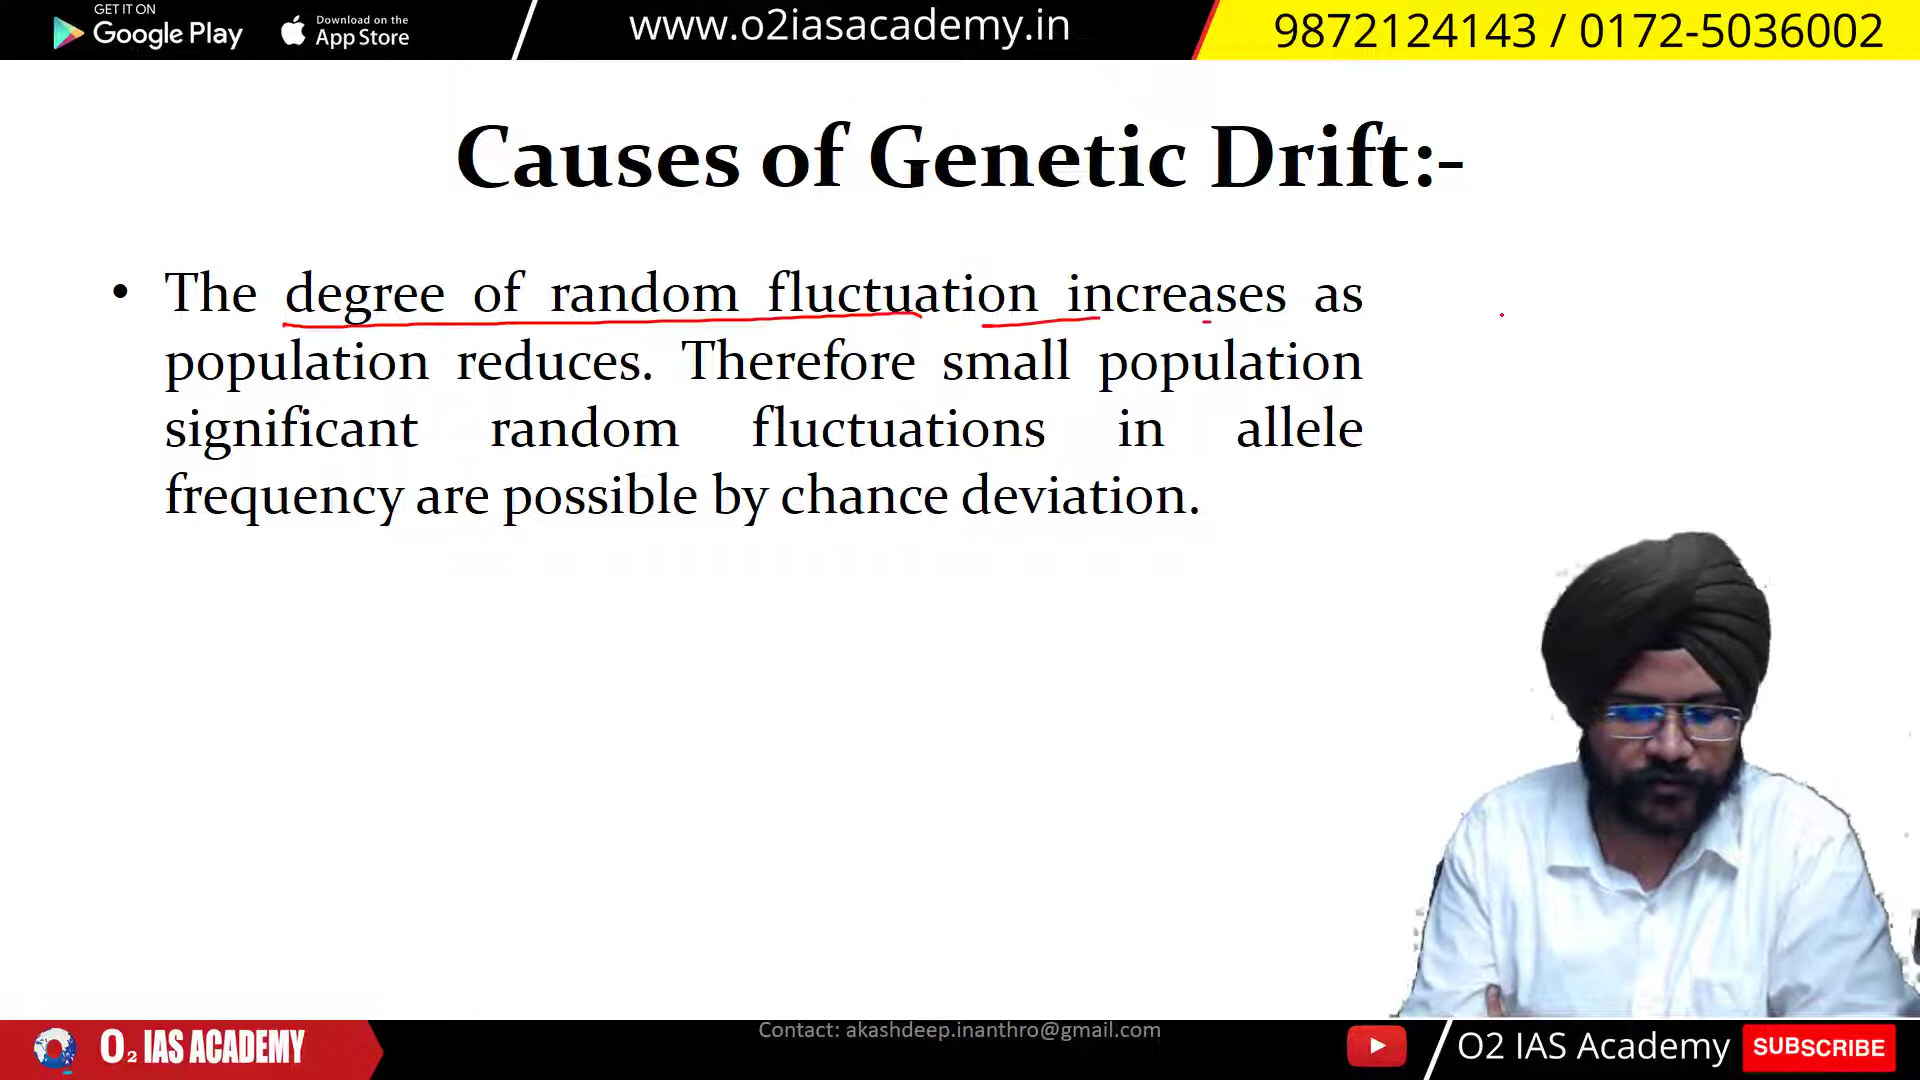 GET IT ON
Google Play
Download on the
App Store
www.o2iasacademy.in
9872124143 / 0172-5036002
Causes of Genetic Drift:-
• The degree of random fluctuation increases as
population reduces. Therefore small population
significant random fluctuations in allele
frequency are possible by chance deviation.
O2 IAS ACADEMY
Contact: akashdeep.inanthro@gmail.com
O2 IAS Academy
SUBSCRIBE